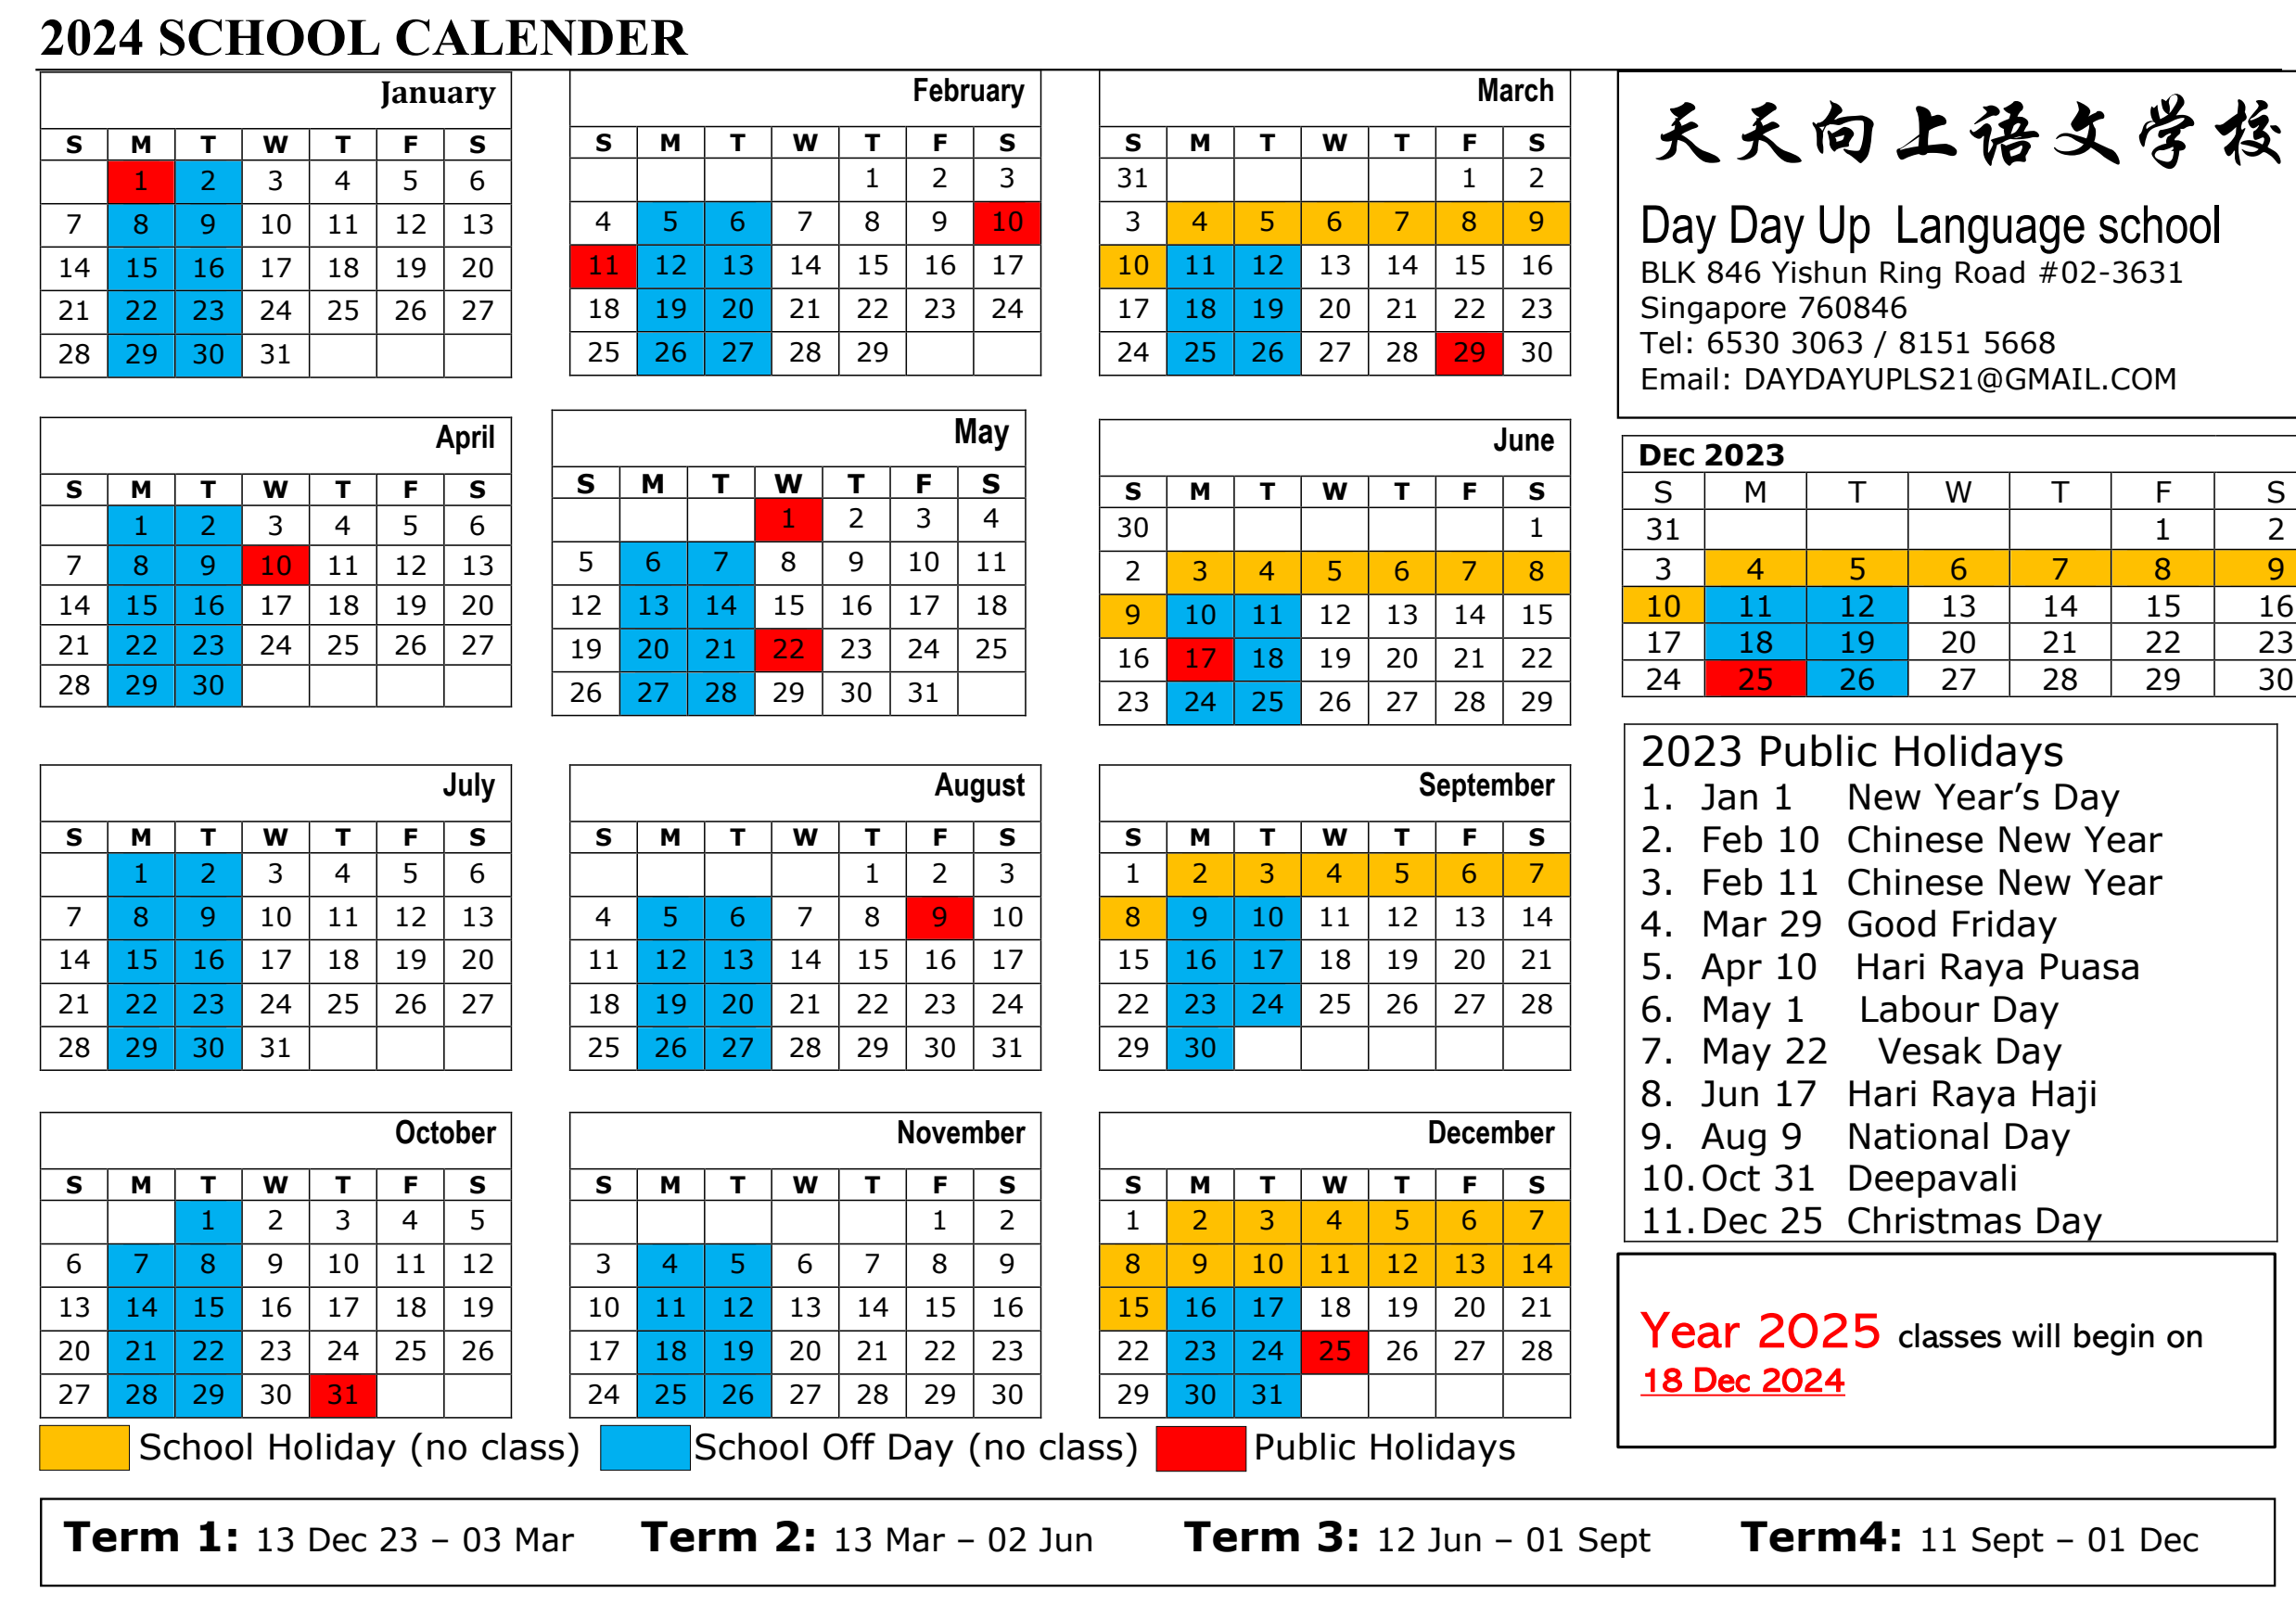 2024 SCHOOL CALENDER
January
S M T W T F S
1 2 3 4 5 6
7 8 9 10 11 12 13
14 15 16 17 18 19 20
21 22 23 24 25 26 27
28 29 30 31
February
S M T W T F S
1 2 3
4 5 6 7 8 9 10
11 12 13 14 15 16 17
18 19 20 21 22 23 24
25 26 27 28 29
March
S M T W T F S
31 1 2
3 4 5 6 7 8 9
10 11 12 13 14 15 16
17 18 19 20 21 22 23
24 25 26 27 28 29 30
天天向上语文学校
Day Day Up Language school
BLK 846 Yishun Ring Road #02-3631
Singapore 760846
Tel: 6530 3063 / 8151 5668
Email: DAYDAYUPLS21@GMAIL.COM
April
S M T W T F S
1 2 3 4 5 6
7 8 9 10 11 12 13
14 15 16 17 18 19 20
21 22 23 24 25 26 27
28 29 30
May
S M T W T F S
1 2 3 4
5 6 7 8 9 10 11
12 13 14 15 16 17 18
19 20 21 22 23 24 25
26 27 28 29 30 31
June
S M T W T F S
30 1
2 3 4 5 6 7 8
9 10 11 12 13 14 15
16 17 18 19 20 21 22
23 24 25 26 27 28 29
DEC 2023
S M T W T F S
31 1 2
3 4 5 6 7 8 9
10 11 12 13 14 15 16
17 18 19 20 21 22 23
24 25 26 27 28 29 30
July
S M T W T F S
1 2 3 4 5 6
7 8 9 10 11 12 13
14 15 16 17 18 19 20
21 22 23 24 25 26 27
28 29 30 31
August
S M T W T F S
1 2 3
4 5 6 7 8 9 10
11 12 13 14 15 16 17
18 19 20 21 22 23 24
25 26 27 28 29 30 31
September
S M T W T F S
1 2 3 4 5 6 7
8 9 10 11 12 13 14
15 16 17 18 19 20 21
22 23 24 25 26 27 28
29 30
2023 Public Holidays
1. Jan 1 New Year’s Day
2. Feb 10 Chinese New Year
3. Feb 11 Chinese New Year
4. Mar 29 Good Friday
5. Apr 10 Hari Raya Puasa
6. May 1 Labour Day
7. May 22 Vesak Day
8. Jun 17 Hari Raya Haji
9. Aug 9 National Day
10. Oct 31 Deepavali
11. Dec 25 Christmas Day
October
S M T W T F S
1 2 3 4 5
6 7 8 9 10 11 12
13 14 15 16 17 18 19
20 21 22 23 24 25 26
27 28 29 30 31
November
S M T W T F S
1 2
3 4 5 6 7 8 9
10 11 12 13 14 15 16
17 18 19 20 21 22 23
24 25 26 27 28 29 30
December
S M T W T F S
1 2 3 4 5 6 7
8 9 10 11 12 13 14
15 16 17 18 19 20 21
22 23 24 25 26 27 28
29 30 31
Year 2025 classes will begin on
18 Dec 2024
School Holiday (no class) School Off Day (no class) Public Holidays
Term 1: 13 Dec 23 – 03 Mar Term 2: 13 Mar – 02 Jun Term 3: 12 Jun – 01 Sept Term4: 11 Sept – 01 Dec